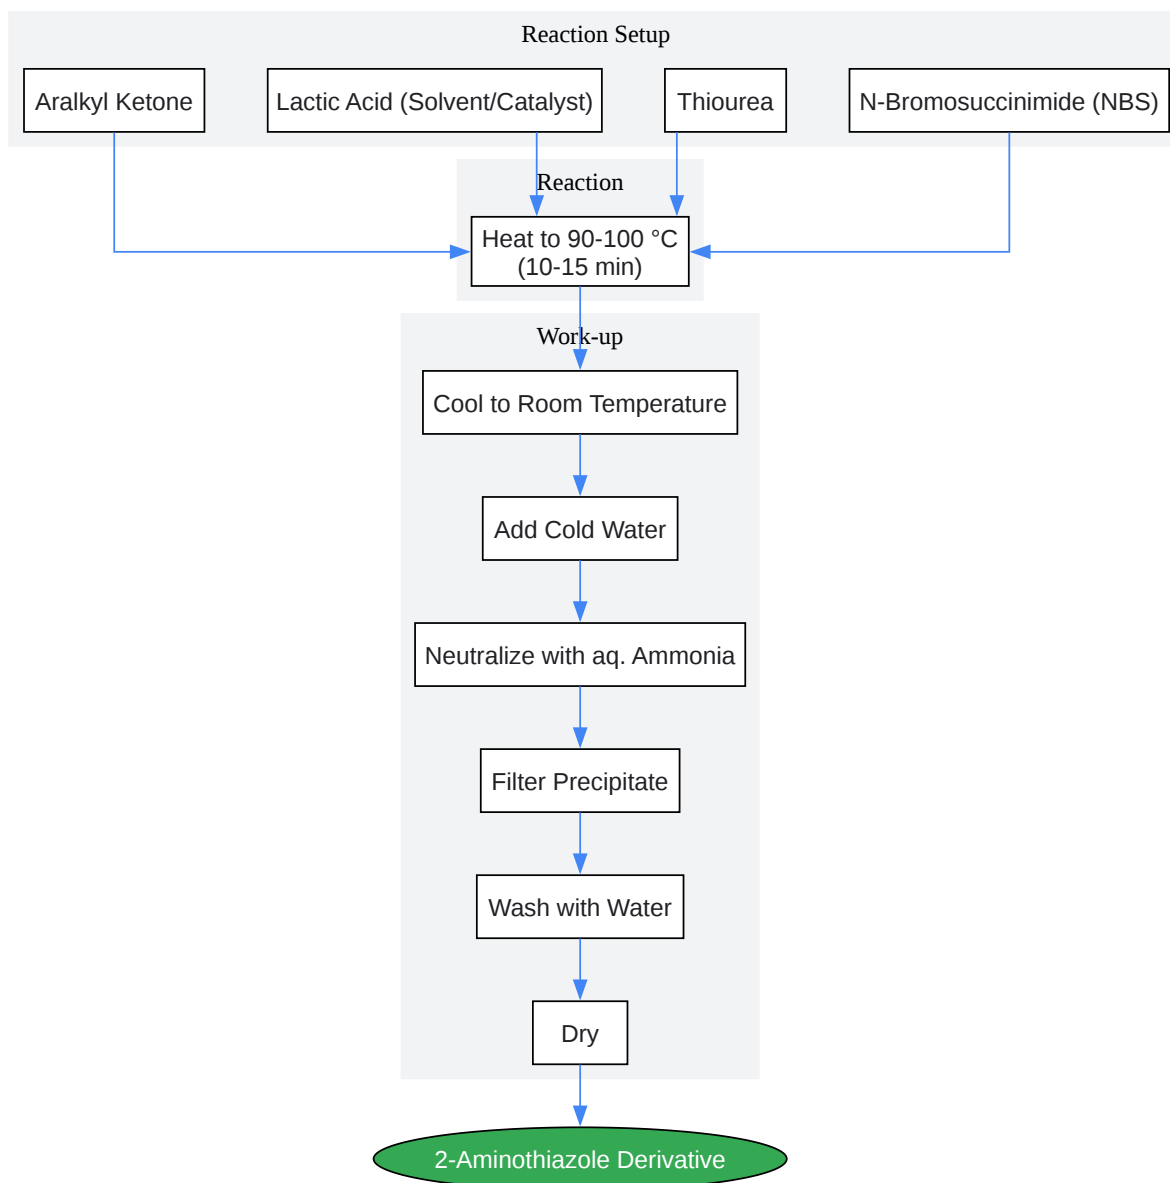 Reaction Setup
Aralkyl Ketone
Lactic Acid (Solvent/Catalyst)
Thiourea
N-Bromosuccinimide (NBS)
Reaction
Heat to 90-100 °C
(10-15 min)
Work-up
Cool to Room Temperature
Add Cold Water
Neutralize with aq. Ammonia
Filter Precipitate
Wash with Water
Dry
2-Aminothiazole Derivative